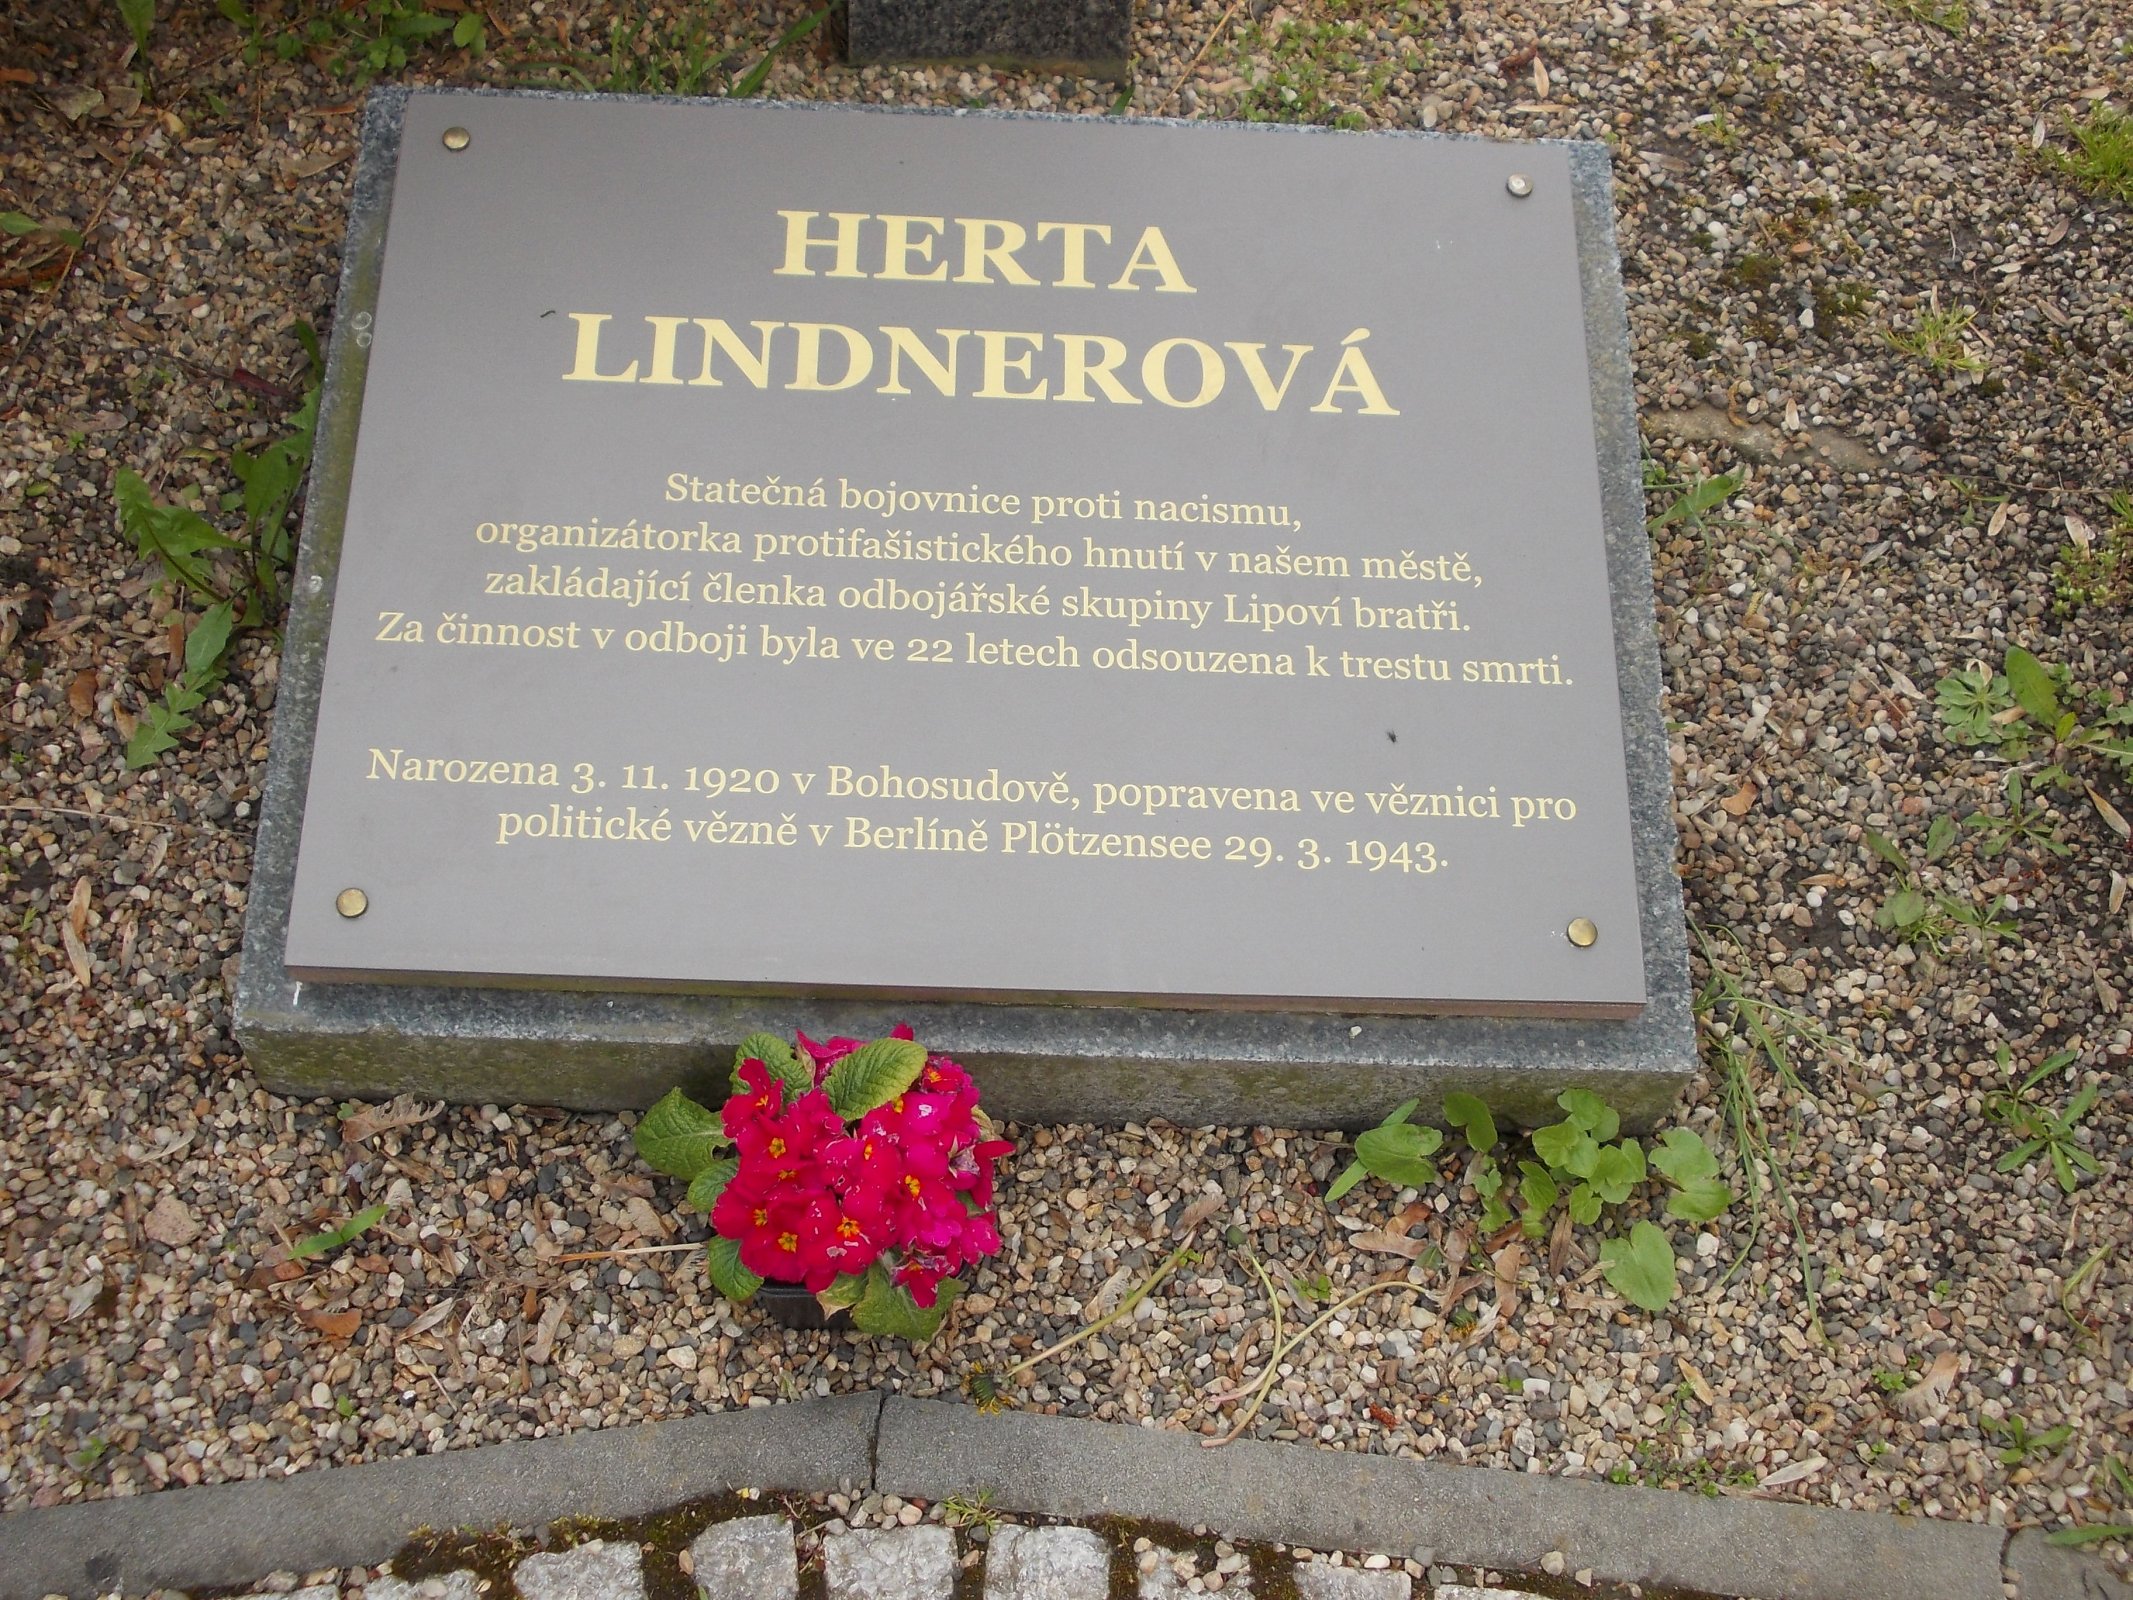 HERTA
LINDNEROVÁ
Statečná bojovnice proti nacismu,
organizátorka protifašistického hnutí v našem městě,
zakládající členka odbojářské skupiny Lipoví bratři.
Za činnost v odboji byla ve 22 letech odsouzena k trestu smrti.
Narozena 3. 11. 1920 v Bohosudově, popravena ve věznici pro
politické vězně v Berlíně Plötzensee 29. 3. 1943.